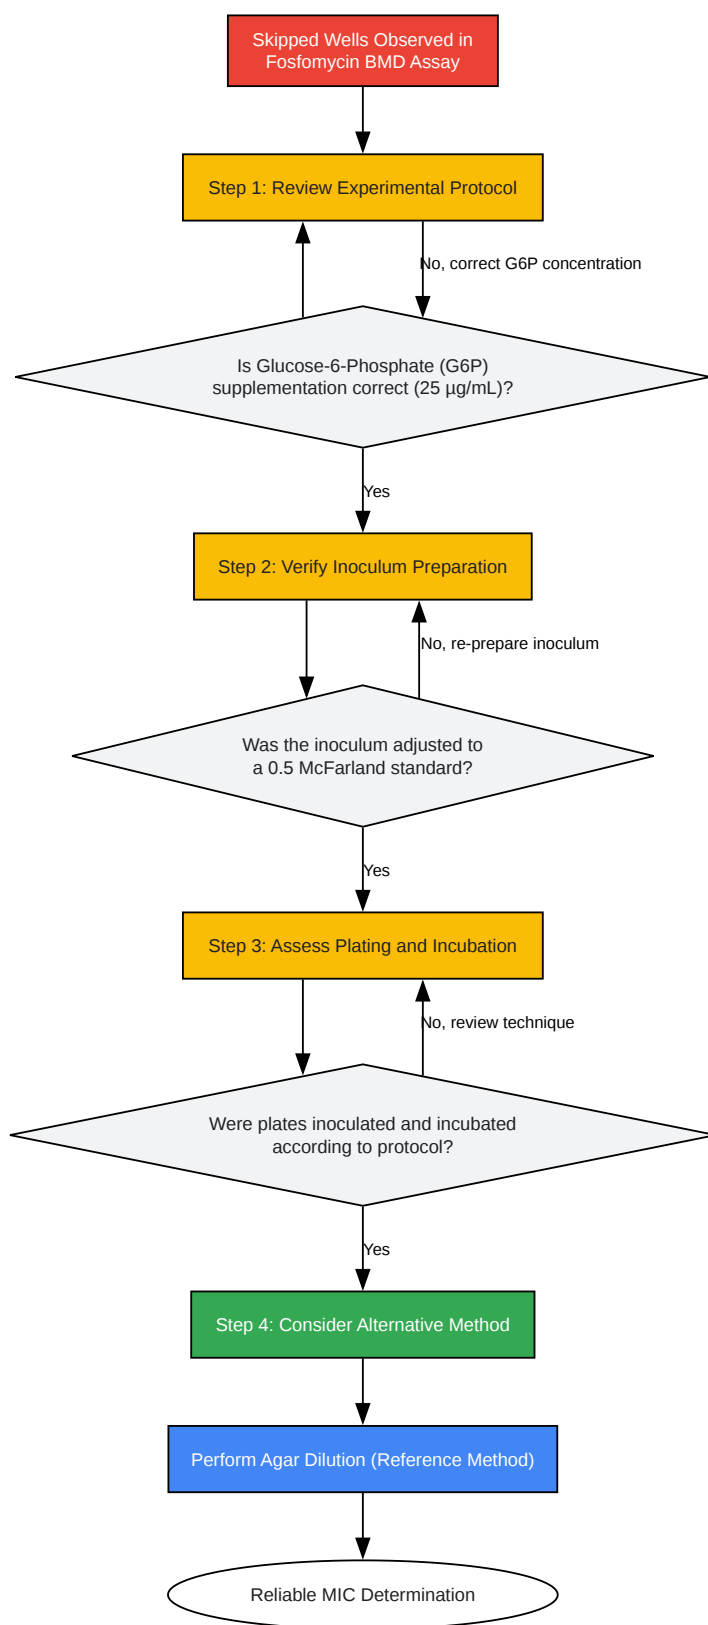 Skipped Wells Observed in
Fosfomycin BMD Assay
Step 1: Review Experimental Protocol
No, correct G6P concentration
Is Glucose-6-Phosphate (G6P)
supplementation correct (25 µg/mL)?
Yes
Step 2: Verify Inoculum Preparation
No, re-prepare inoculum
Was the inoculum adjusted to
a 0.5 McFarland standard?
Yes
Step 3: Assess Plating and Incubation
No, review technique
Were plates inoculated and incubated
according to protocol?
Yes
Step 4: Consider Alternative Method
Perform Agar Dilution (Reference Method)
Reliable MIC Determination